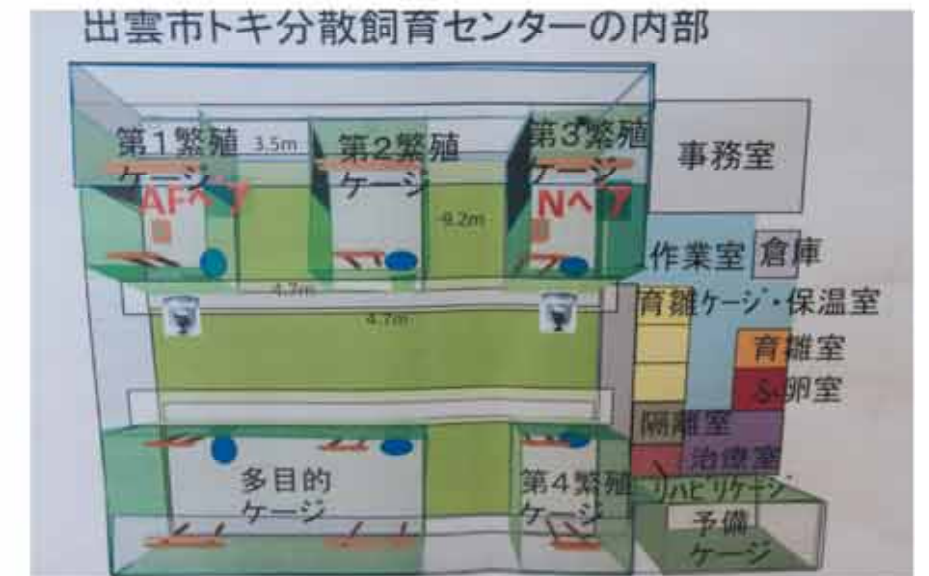 出雲市トキ分散飼育センターの内部
第1繁殖
ケージ
AFペア
3.5m
第2繁殖
ケージ
9.2m
第3繁殖
ケージ
Nペア
事務室
作業室
倉庫
4.7m
4.7m
育雛ケージ・保温室
育雛室
ふ卵室
隔離室
治療室
多目的
ケージ
第4繁殖
ケージ
リハビリケージ
予備
ケージ